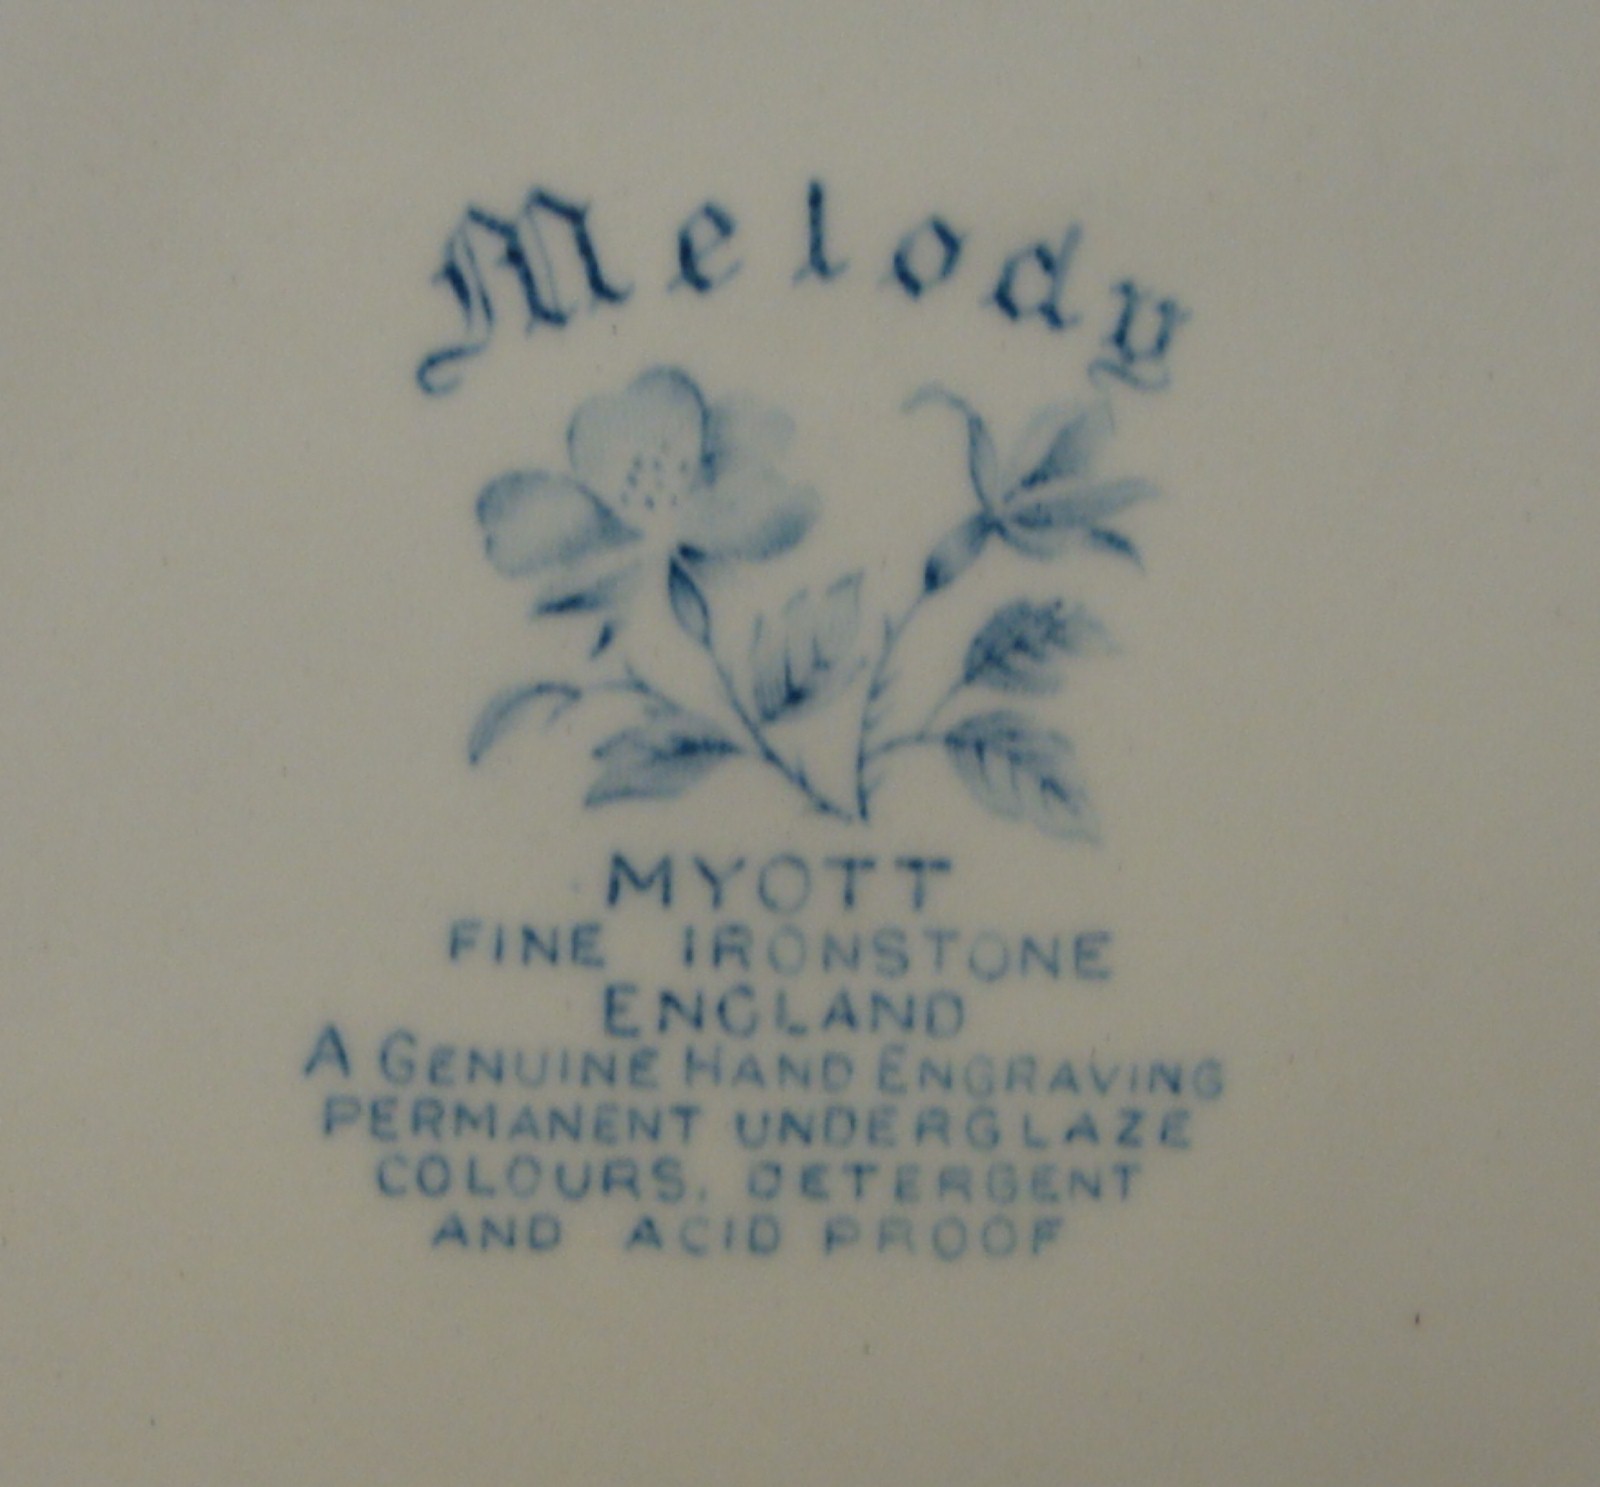 Melody
MYOTT
FINE IRONSTONE
ENGLAND
A GENUINE HAND ENGRAVING
PERMANENT UNDERGLAZE
COLOURS. DETERGENT
AND ACID PROOF